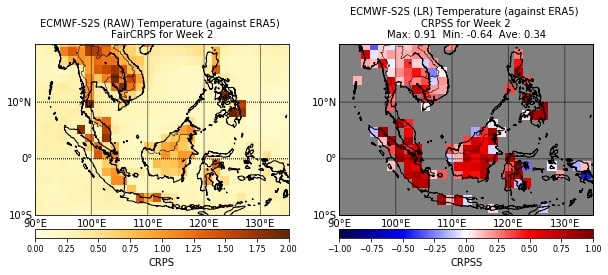 ECMWF-S2S (RAW) Temperature (against ERA5)
FairCRPS for Week 2
10°N
0°
10°S
90°E 100°E 110°E 120°E 130°E
0.00 0.25 0.50 0.75 1.00 1.25 1.50 1.75 2.00
CRPS
ECMWF-S2S (LR) Temperature (against ERA5)
CRPSS for Week 2
Max: 0.91 Min: -0.64 Ave: 0.34
10°N
0°
10°S
90°E 100°E 110°E 120°E 130°E
−1.00 −0.75 −0.50 −0.25 0.00 0.25 0.50 0.75 1.00
CRPSS